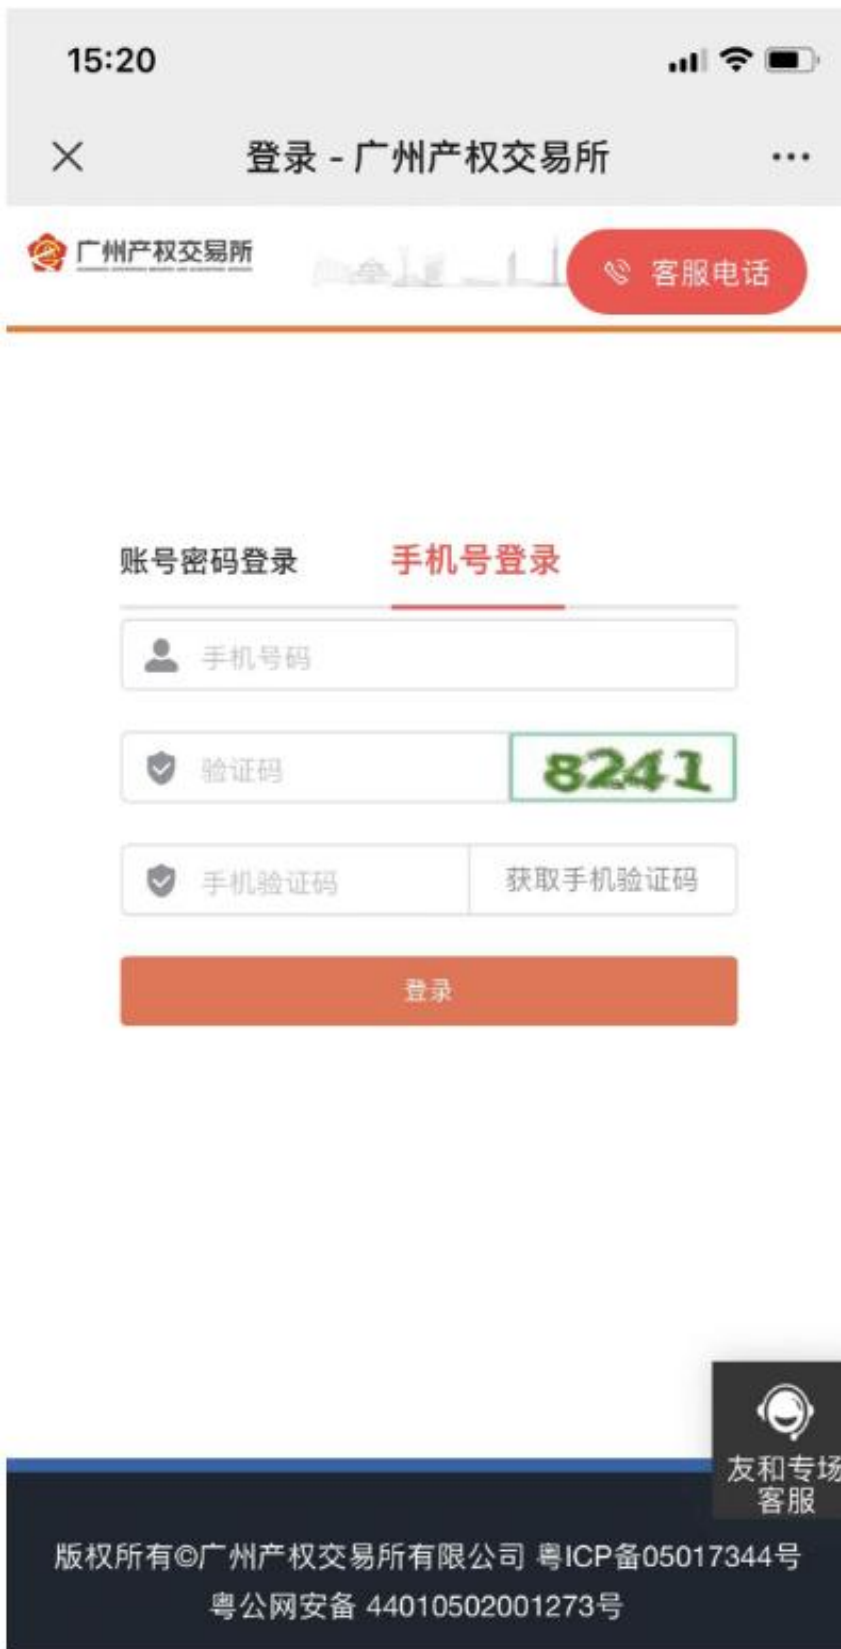 15:20
登录 - 广州产权交易所
广州产权交易所
客服电话
账号密码登录
手机号登录
手机号码
验证码
8241
手机验证码
获取手机验证码
登录
友和专场
客服
版权所有©广州产权交易所有限公司 粤ICP备05017344号
粤公网安备 44010502001273号